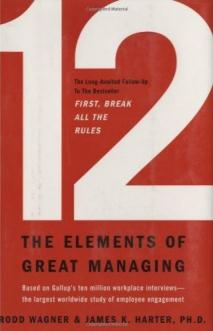 12
The Long-Awaited Follow-Up
To The Bestseller
FIRST, BREAK
ALL THE
RULES
THE ELEMENTS OF
GREAT MANAGING
Based on Gallup's ten million workplace interviews—
the largest worldwide study of employee engagement
RODD WAGNER & JAMES K. HARTER, PH.D.